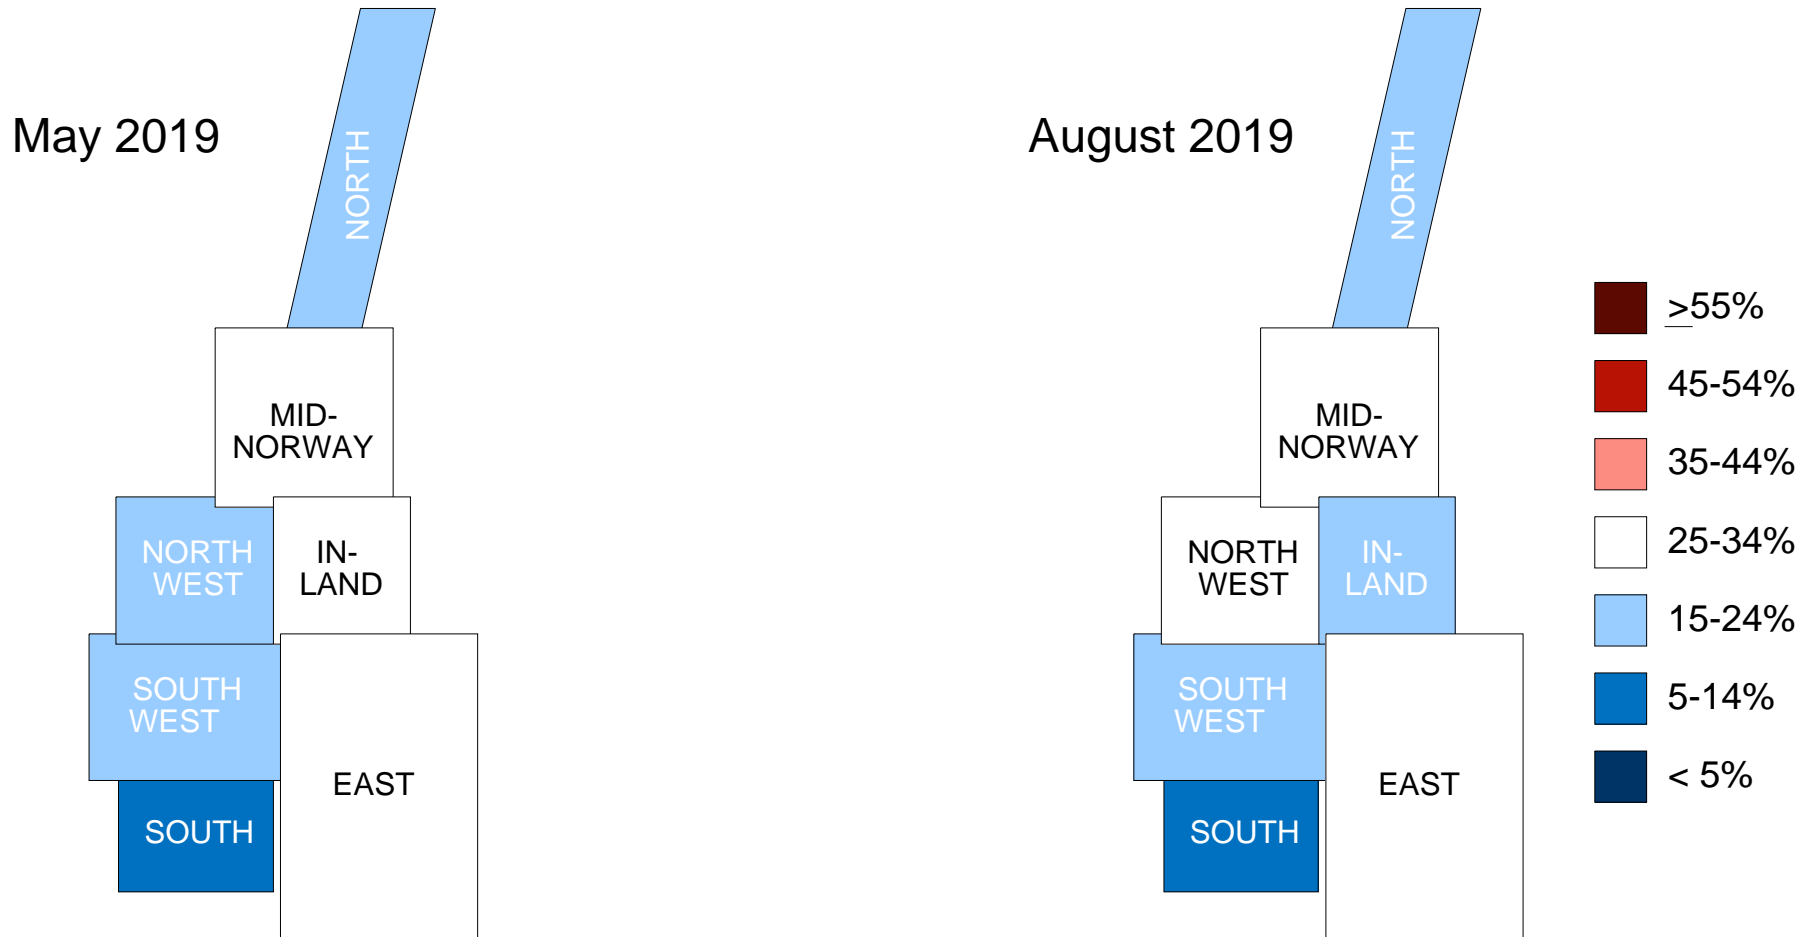 May 2019
NORTH
MID-
NORWAY
NORTH
WEST
IN-
LAND
SOUTH
WEST
EAST
SOUTH
August 2019
NORTH
MID-
NORWAY
NORTH
WEST
IN-
LAND
SOUTH
WEST
EAST
SOUTH
>55%
45-54%
35-44%
25-34%
15-24%
5-14%
< 5%